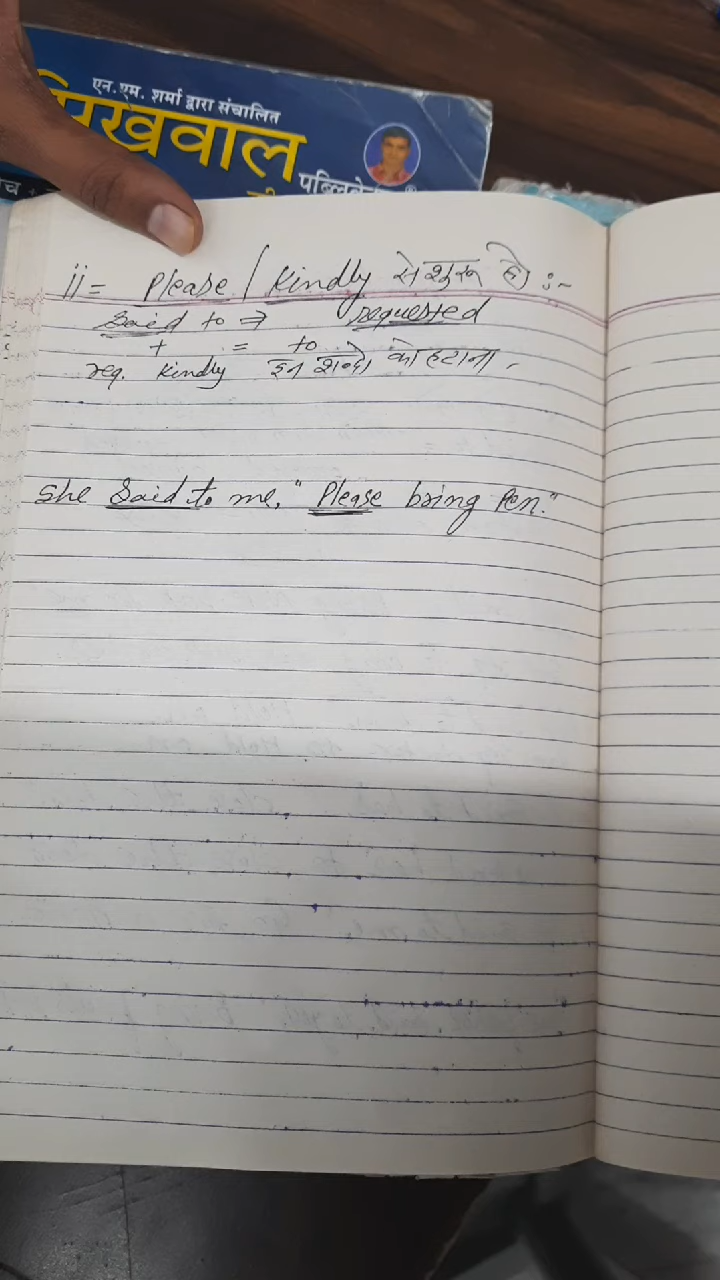 एन.एम. शर्मा द्वारा संचालित
सिखवाल
ii = Please / Kindly से शुरू हो :-
said to ⇒ requested
+ = to
req. Kindly इन शब्दो को हटाना -
She Said to me, "Please bring Pen."